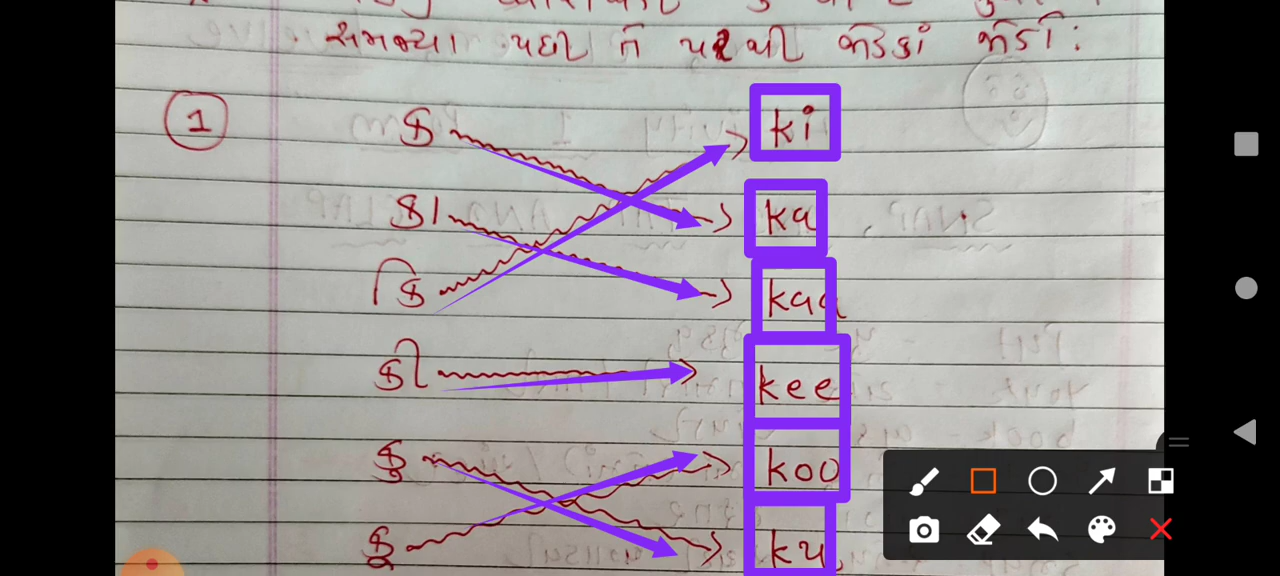 સમજ્યા પછી તે પરથી જોડકાં જોડો :
1
ક ki
કા ka
કિ kaa
કી kee
કુ koo
કૂ ku